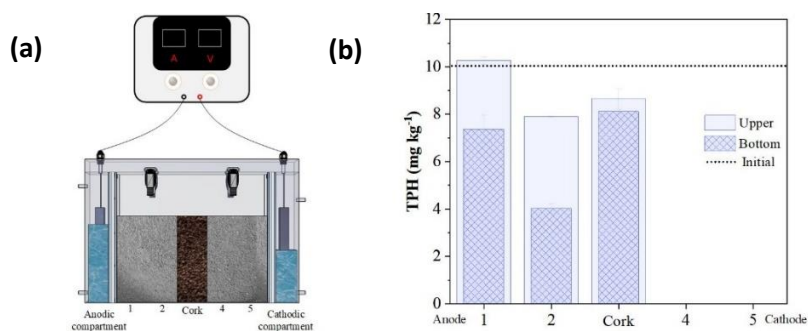 (a)
A V
Anodic
compartment
1 2 Cork 4 5
Cathodic
compartment
(b)
TPH (mg kg⁻¹)
12
10
8
6
4
2
0
Upper
Bottom
Initial
Anode 1 2 Cork 4 5 Cathode